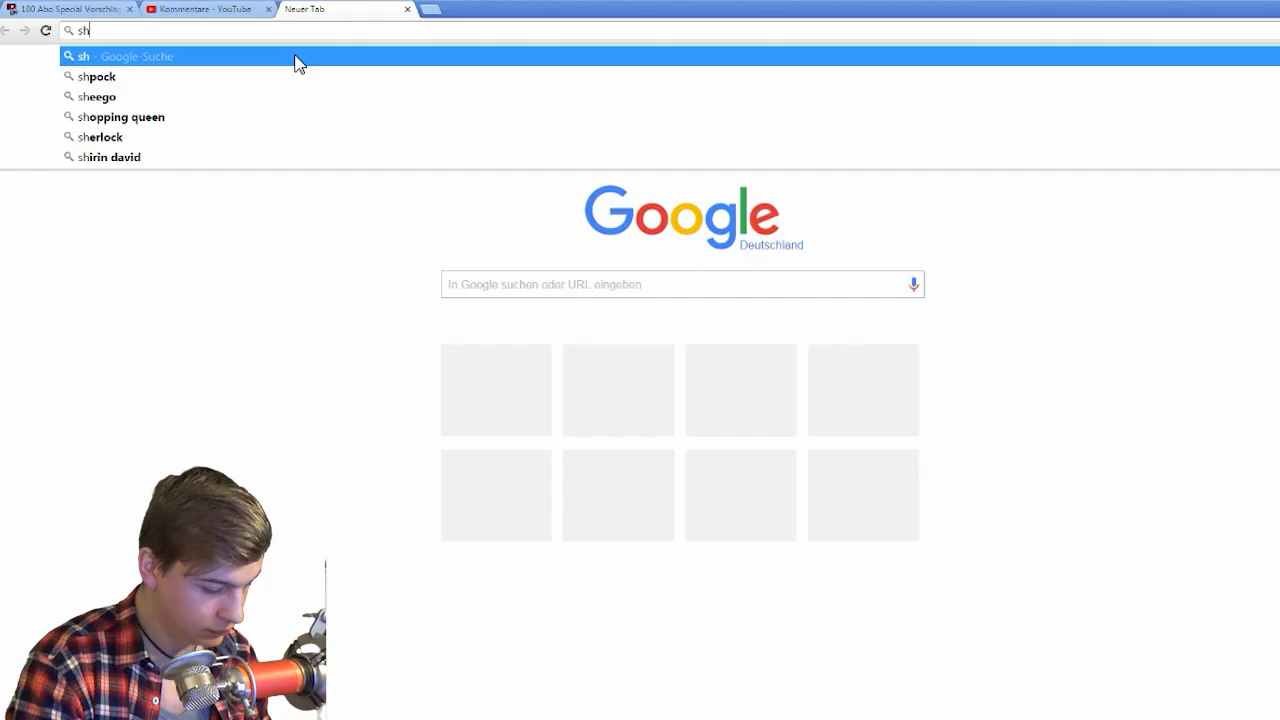 100 Abo Special Vorschläg
Kommentare - YouTube
Neuer Tab
sh
sh - Google-Suche
shpock
sheego
shopping queen
sherlock
shirin david
Google
Deutschland
In Google suchen oder URL eingeben